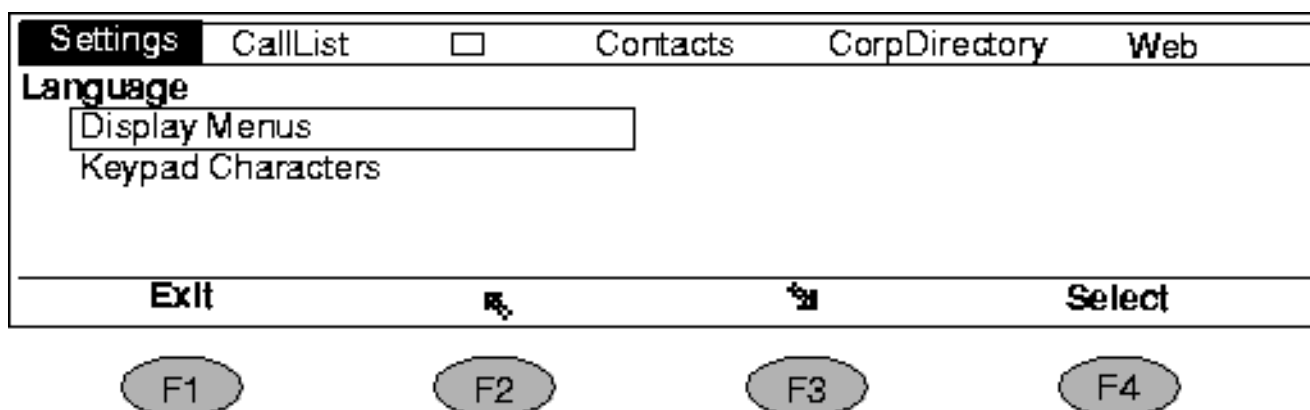 Settings CallList Contacts CorpDirectory Web
Language
Display Menus
Keypad Characters
Exit Select
F1 F2 F3 F4